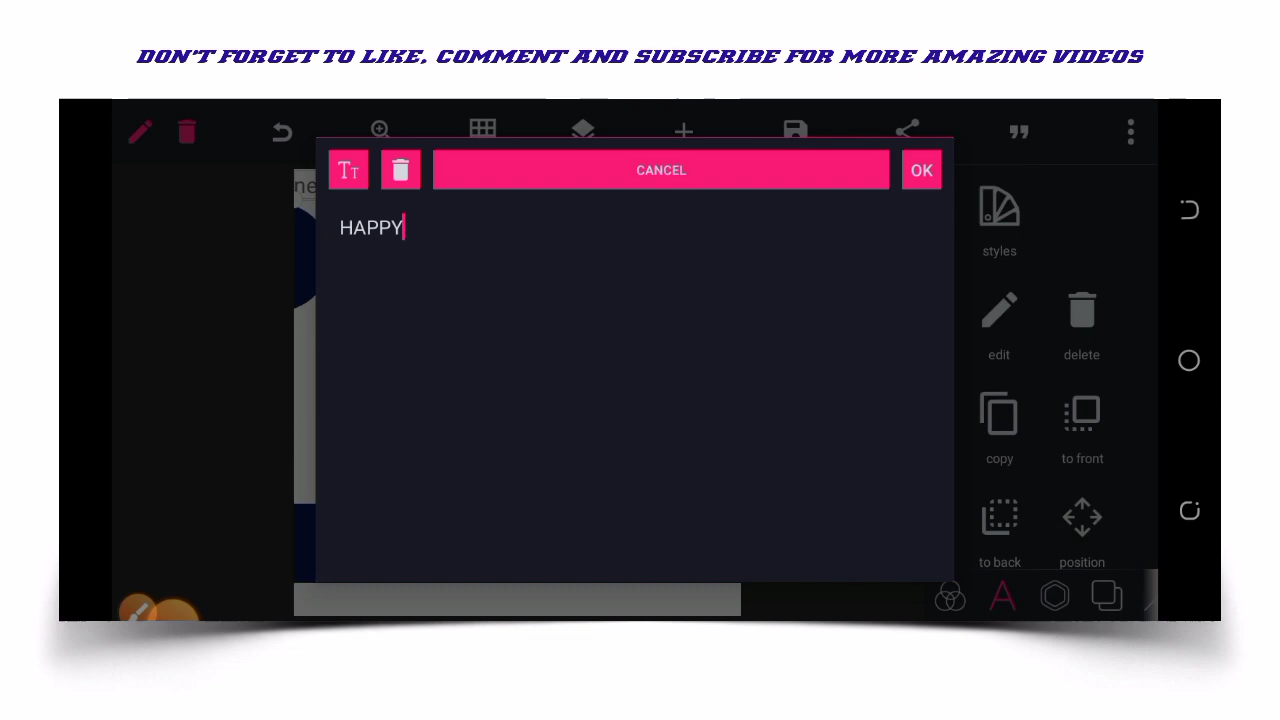 DON'T FORGET TO LIKE, COMMENT AND SUBSCRIBE FOR MORE AMAZING VIDEOS
TT CANCEL OK
HAPPY
styles
edit delete
copy to front
to back position
A